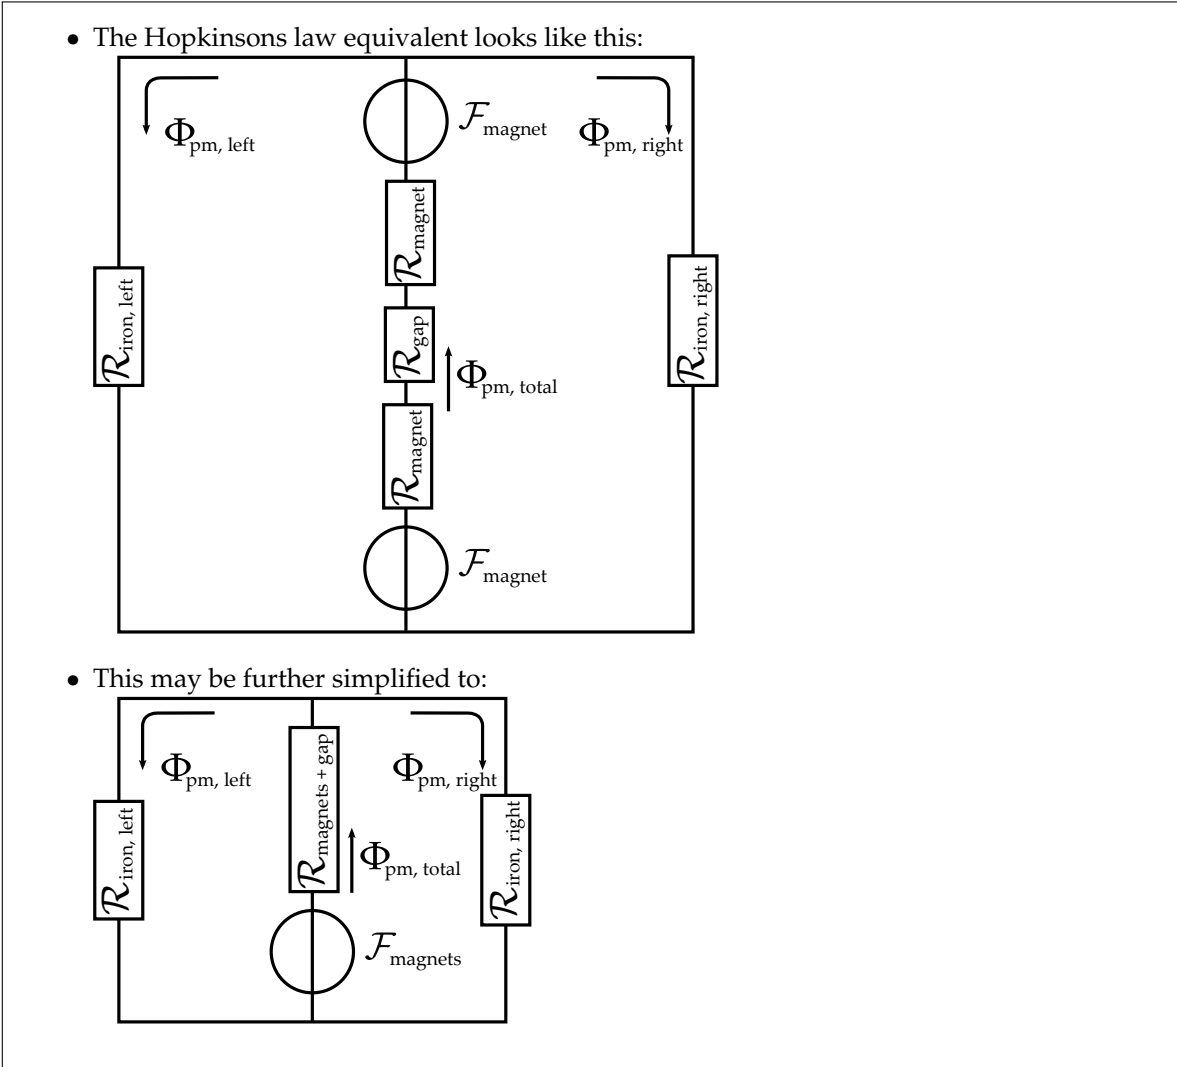 • The Hopkinsons law equivalent looks like this:
Φpm, left
ℱmagnet
Φpm, right
ℛmagnet
ℛiron, left
ℛgap
ℛiron, right
Φpm, total
ℛmagnet
ℱmagnet
• This may be further simplified to:
Φpm, left
ℛmagnets + gap
Φpm, right
ℛiron, left
Φpm, total
ℛiron, right
ℱmagnets